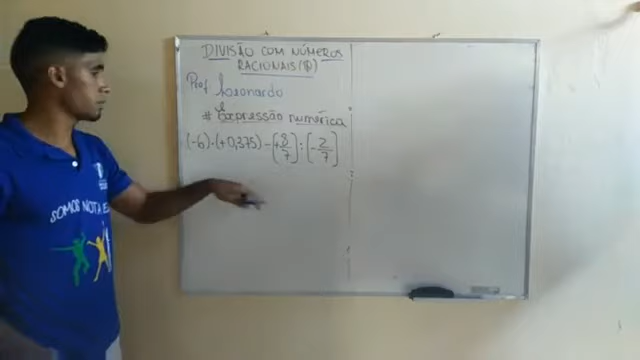 DIVISÃO COM NÚMEROS
RACIONAIS (Q)
Prof Leonardo
# Expressão numérica
(-6)·(+0,375) - [+8/7] : [-2/7]
SOMOS NOTA